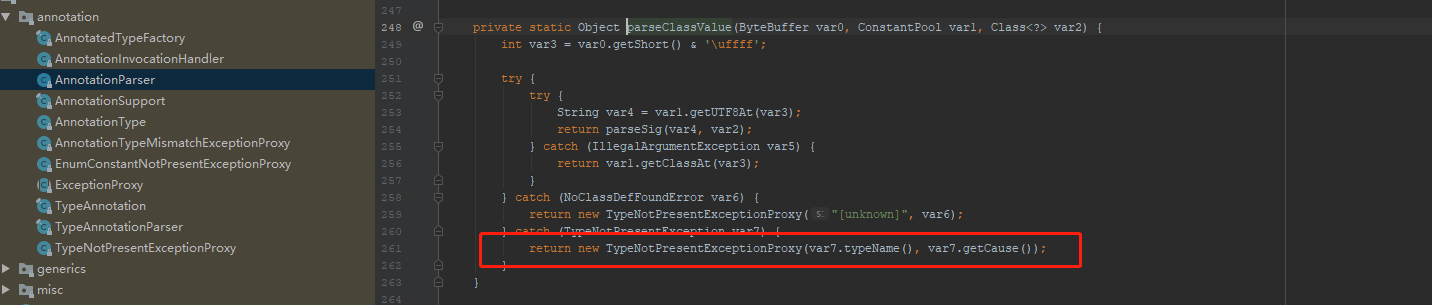 annotation
AnnotatedTypeFactory
AnnotationInvocationHandler
AnnotationParser
AnnotationSupport
AnnotationType
AnnotationTypeMismatchExceptionProxy
EnumConstantNotPresentExceptionProxy
ExceptionProxy
TypeAnnotation
TypeAnnotationParser
TypeNotPresentExceptionProxy
generics
misc
247
248 @ private static Object parseClassValue(ByteBuffer var0, ConstantPool var1, Class<?> var2) {
249 int var3 = var0.getShort() & '\uffff';
250
251 try {
252 try {
253 String var4 = var1.getUTF8At(var3);
254 return parseSig(var4, var2);
255 } catch (IllegalArgumentException var5) {
256 return var1.getClassAt(var3);
257 }
258 } catch (NoClassDefFoundError var6) {
259 return new TypeNotPresentExceptionProxy( s: "[unknown]", var6);
260 } catch (TypeNotPresentException var7) {
261 return new TypeNotPresentExceptionProxy(var7.typeName(), var7.getCause());
262 }
263 }
264